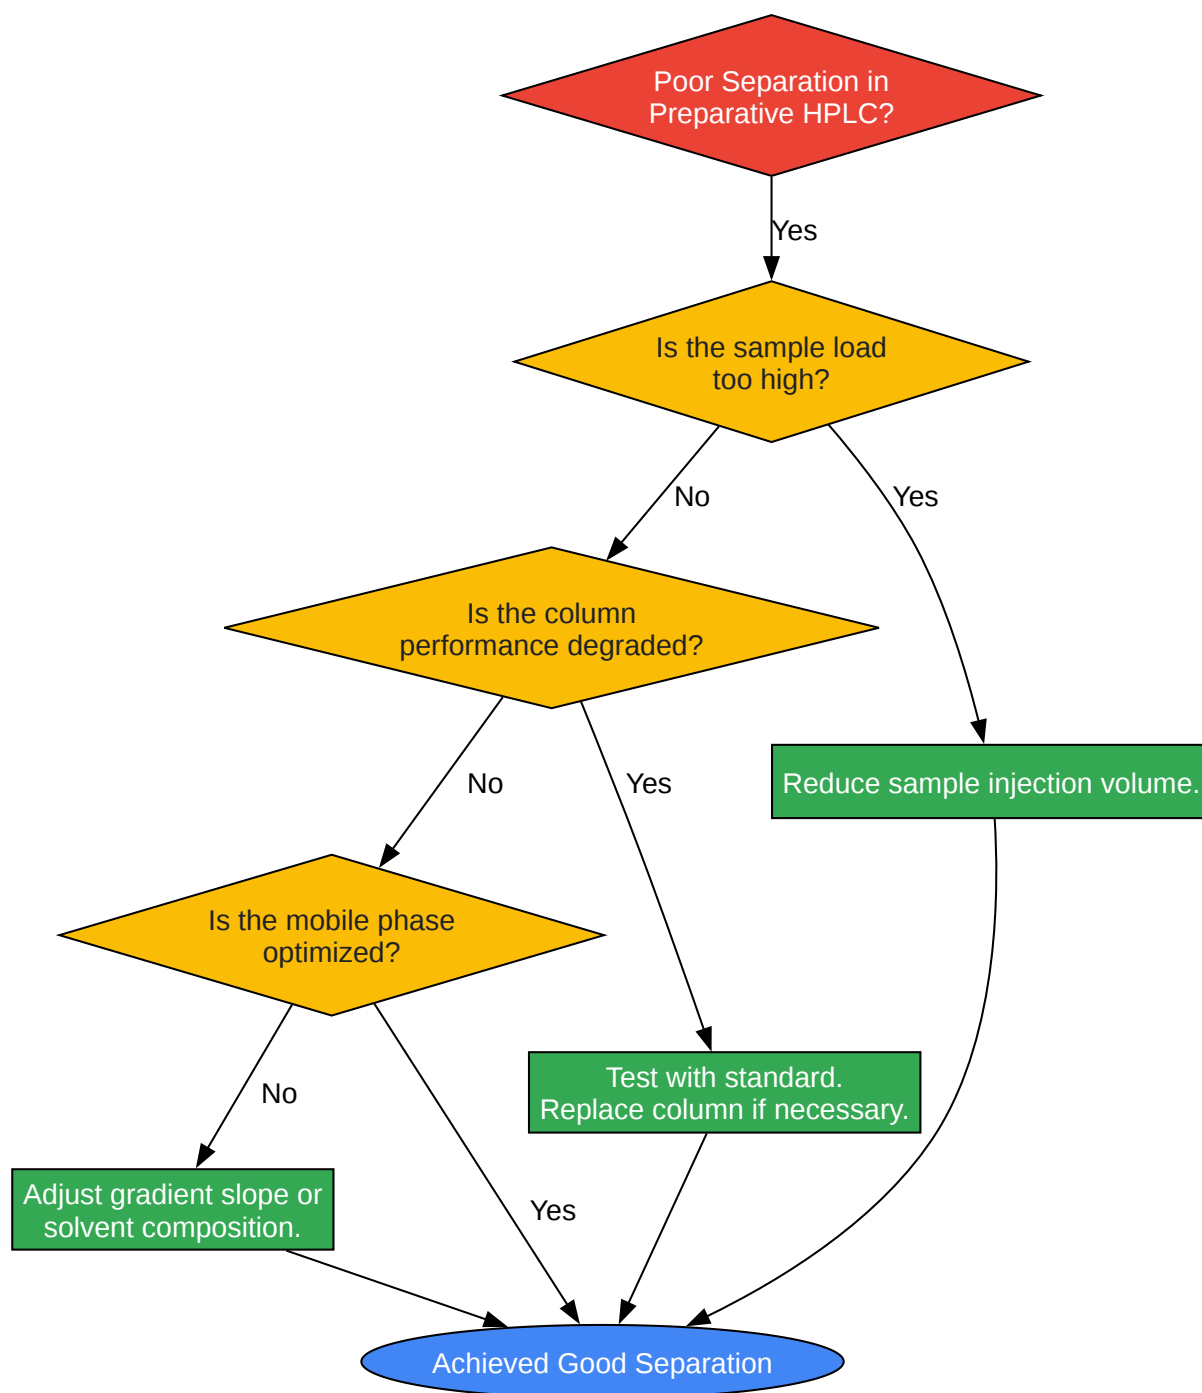 Poor Separation in
Preparative HPLC?
Yes
Is the sample load
too high?
No
Yes
Is the column
performance degraded?
No
Yes
Reduce sample injection volume.
Is the mobile phase
optimized?
No
Test with standard.
Replace column if necessary.
Adjust gradient slope or
solvent composition.
Yes
Achieved Good Separation